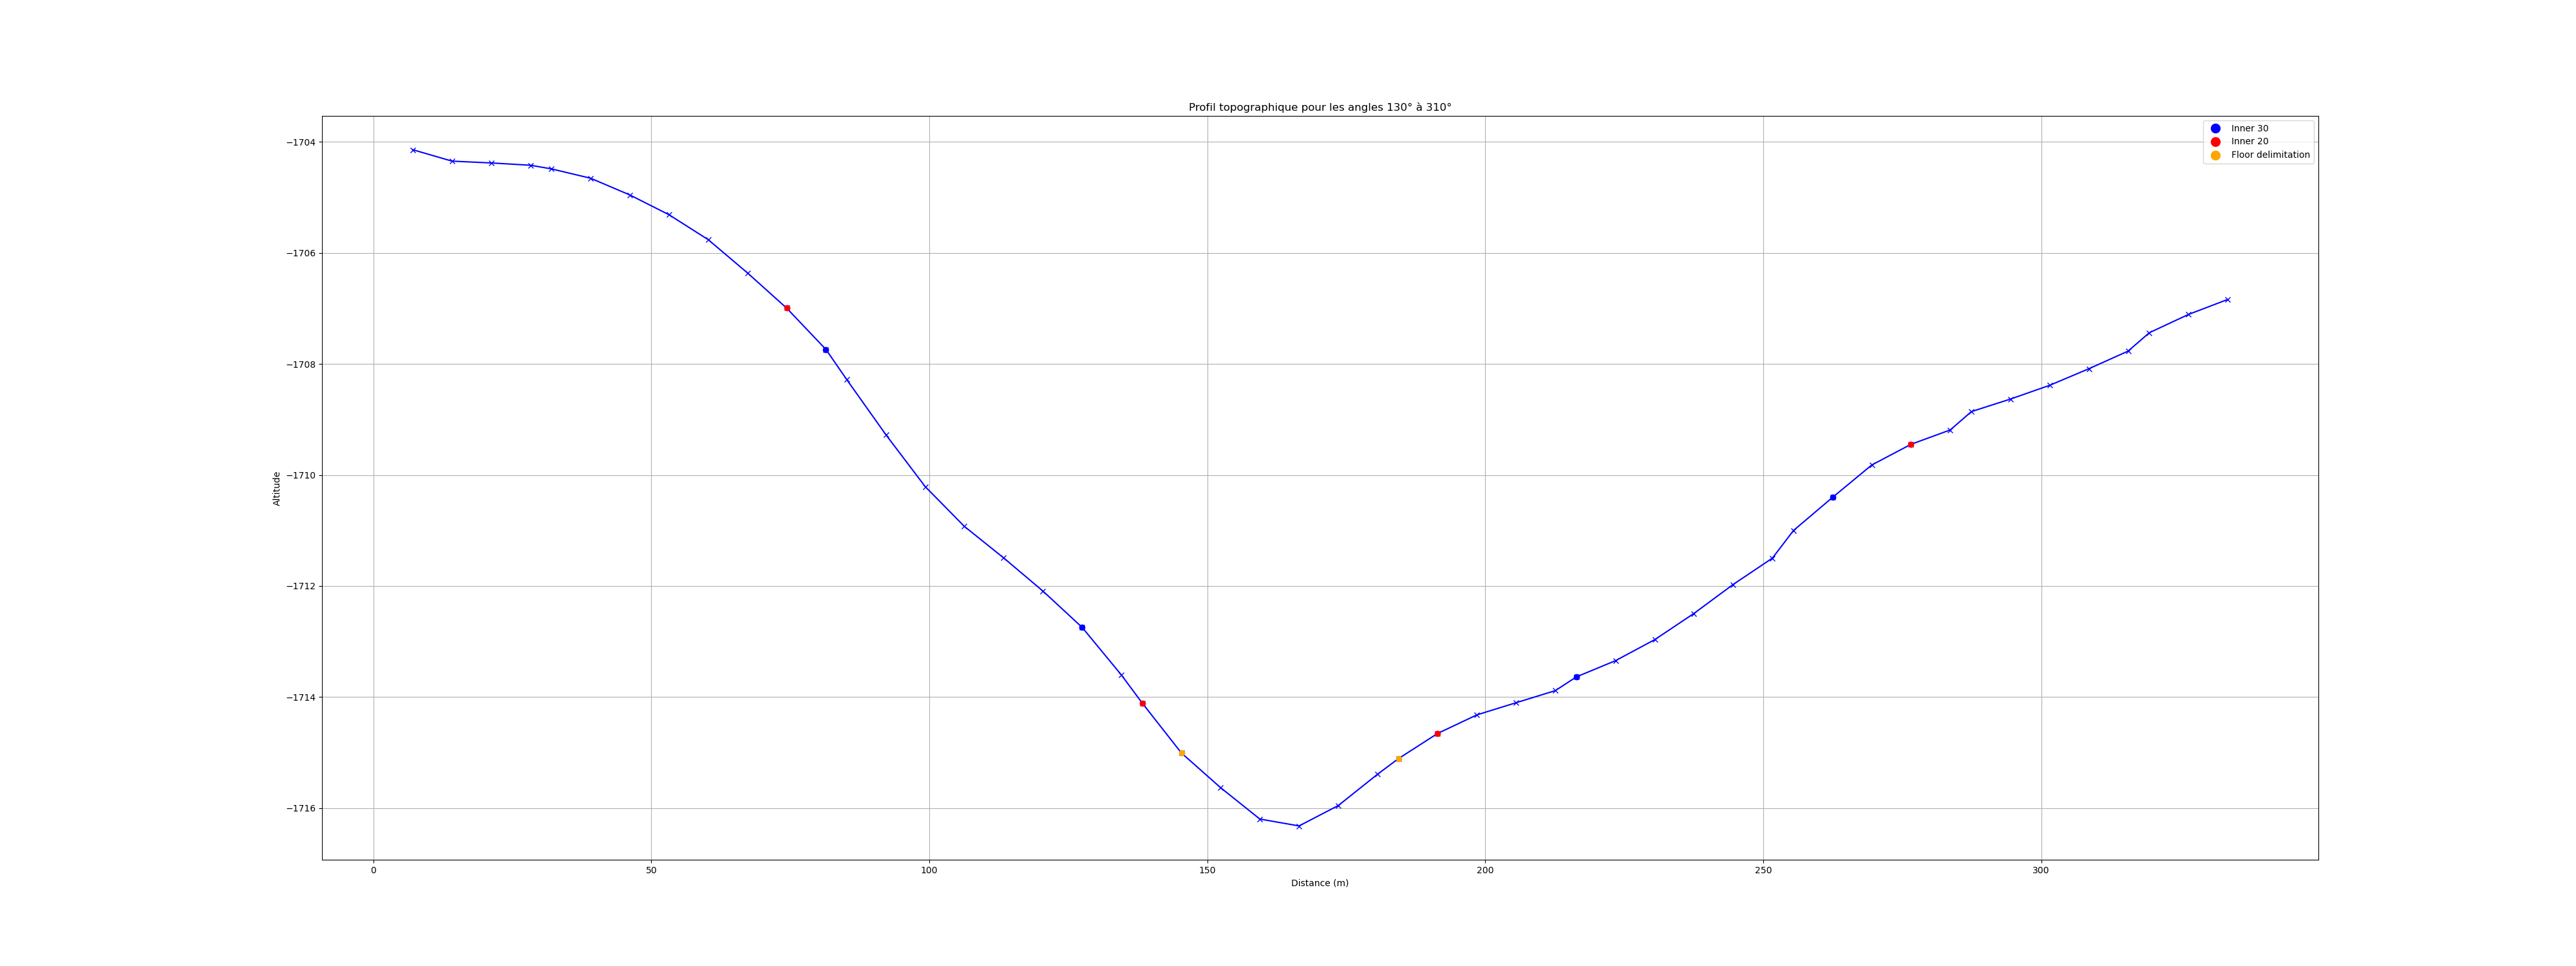 Profil topographique pour les angles 130° à 310°
Inner 30
Inner 20
Floor delimitation
−1704
−1706
−1708
−1710
−1712
−1714
−1716
Altitude
0 50 100 150 200 250 300
Distance (m)